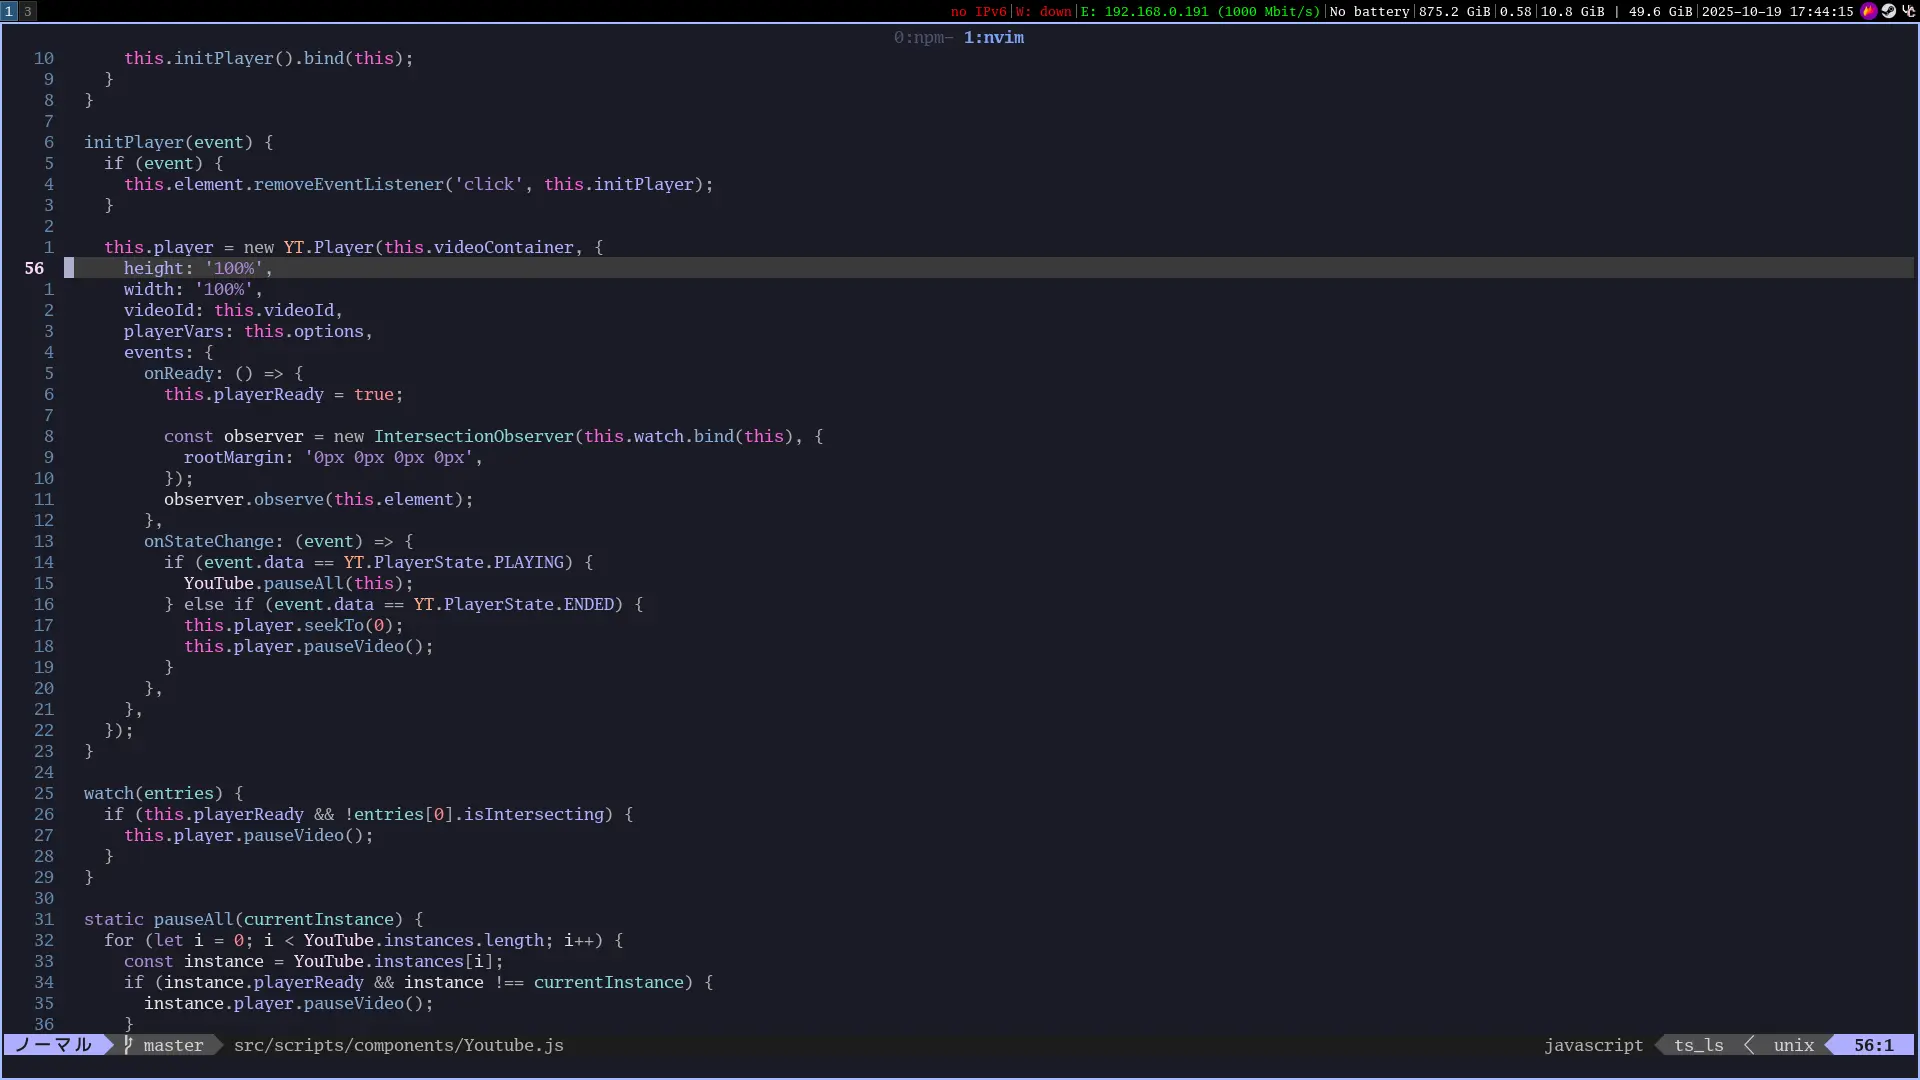 1 3 no IPv6|W: down|E: 192.168.0.191 (1000 Mbit/s)|No battery|875.2 GiB|0.58|10.8 GiB | 49.6 GiB|2025-10-19 17:44:15
0:npm- 1:nvim
10       this.initPlayer().bind(this);
9     }
8   }
7
6   initPlayer(event) {
5     if (event) {
4       this.element.removeEventListener('click', this.initPlayer);
3     }
2
1     this.player = new YT.Player(this.videoContainer, {
56       height: '100%',
1       width: '100%',
2       videoId: this.videoId,
3       playerVars: this.options,
4       events: {
5         onReady: () => {
6           this.playerReady = true;
7
8           const observer = new IntersectionObserver(this.watch.bind(this), {
9             rootMargin: '0px 0px 0px 0px',
10           });
11           observer.observe(this.element);
12         },
13         onStateChange: (event) => {
14           if (event.data == YT.PlayerState.PLAYING) {
15             YouTube.pauseAll(this);
16           } else if (event.data == YT.PlayerState.ENDED) {
17             this.player.seekTo(0);
18             this.player.pauseVideo();
19           }
20         },
21       },
22     });
23   }
24
25   watch(entries) {
26     if (this.playerReady && !entries[0].isIntersecting) {
27       this.player.pauseVideo();
28     }
29   }
30
31   static pauseAll(currentInstance) {
32     for (let i = 0; i < YouTube.instances.length; i++) {
33       const instance = YouTube.instances[i];
34       if (instance.playerReady && instance !== currentInstance) {
35         instance.player.pauseVideo();
36       }
ノーマル master src/scripts/components/Youtube.js javascript ts_ls unix 56:1